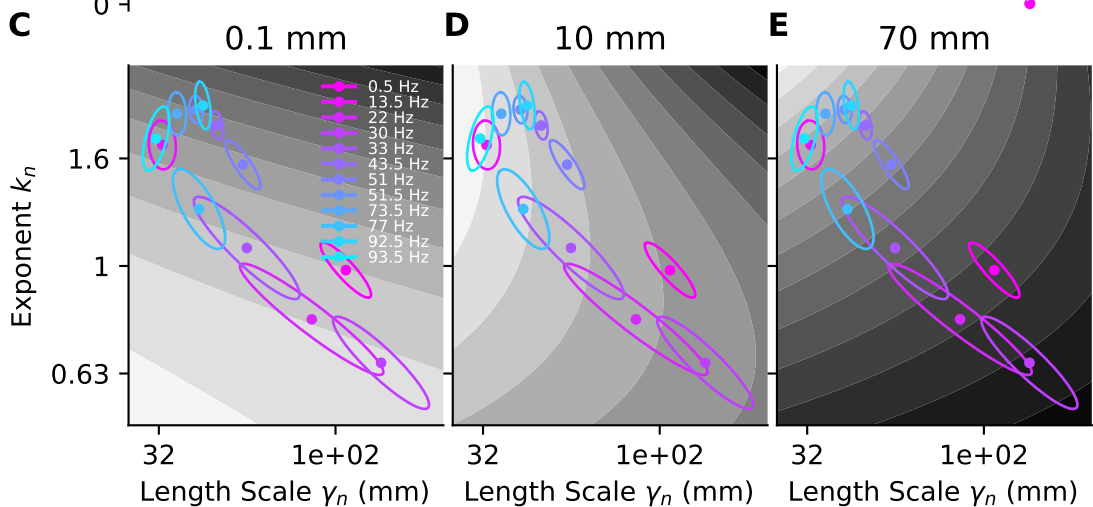 0
C
D
E
0.1 mm
10 mm
70 mm
0.5 Hz
13.5 Hz
22 Hz
30 Hz
33 Hz
43.5 Hz
51 Hz
51.5 Hz
73.5 Hz
77 Hz
92.5 Hz
93.5 Hz
1.6
1
0.63
Exponent kₙ
32
1e+02
32
1e+02
32
1e+02
Length Scale γₙ (mm)
Length Scale γₙ (mm)
Length Scale γₙ (mm)